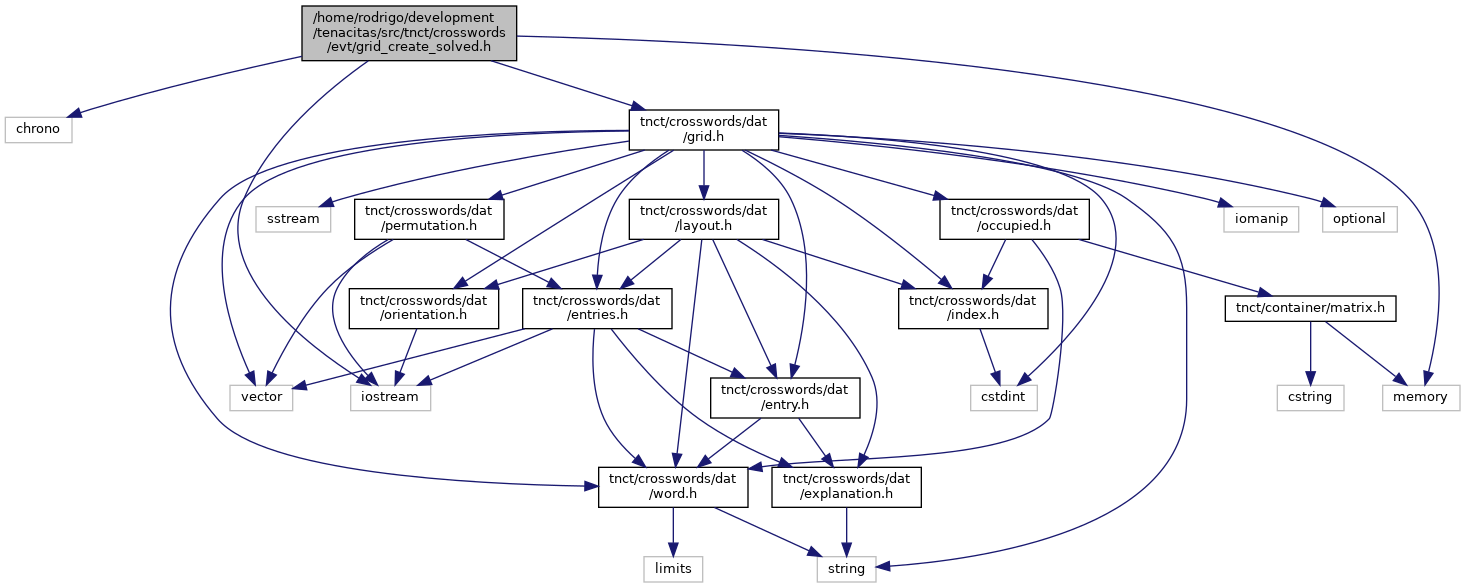 /home/rodrigo/development
/tenacitas/src/tnct/crosswords
/evt/grid_create_solved.h
chrono
tnct/crosswords/dat
/grid.h
sstream
tnct/crosswords/dat
/permutation.h
tnct/crosswords/dat
/layout.h
tnct/crosswords/dat
/occupied.h
iomanip
optional
tnct/crosswords/dat
/orientation.h
tnct/crosswords/dat
/entries.h
tnct/crosswords/dat
/index.h
tnct/container/matrix.h
vector
iostream
tnct/crosswords/dat
/entry.h
cstdint
cstring
memory
tnct/crosswords/dat
/word.h
tnct/crosswords/dat
/explanation.h
limits
string